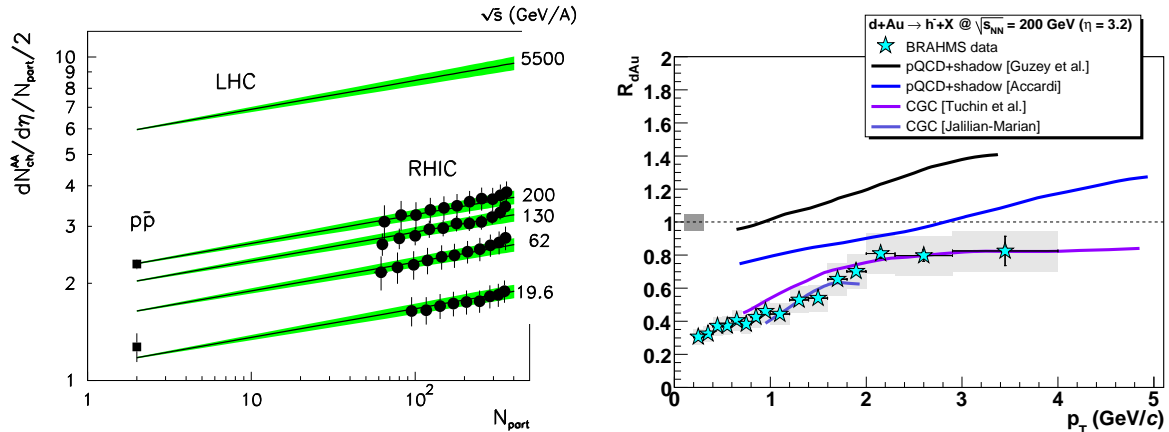 √s (GeV/A)
dN_ch^AA/dη/N_part/2
10
9
8
7
6
5
4
3
2
1
LHC
RHIC
pp̄
5500
200
130
62
19.6
1
10
10²
N_part
R_dAu
2
1.8
1.6
1.4
1.2
1
0.8
0.6
0.4
0.2
0
d+Au → h⁻+X @ √s_NN = 200 GeV (η = 3.2)
BRAHMS data
pQCD+shadow [Guzey et al.]
pQCD+shadow [Accardi]
CGC [Tuchin et al.]
CGC [Jalilian-Marian]
0
1
2
3
4
5
p_T (GeV/c)